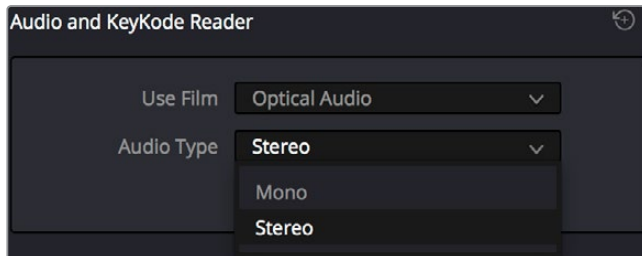 Audio and KeyKode Reader
Use Film Optical Audio
Audio Type Stereo
Mono
Stereo